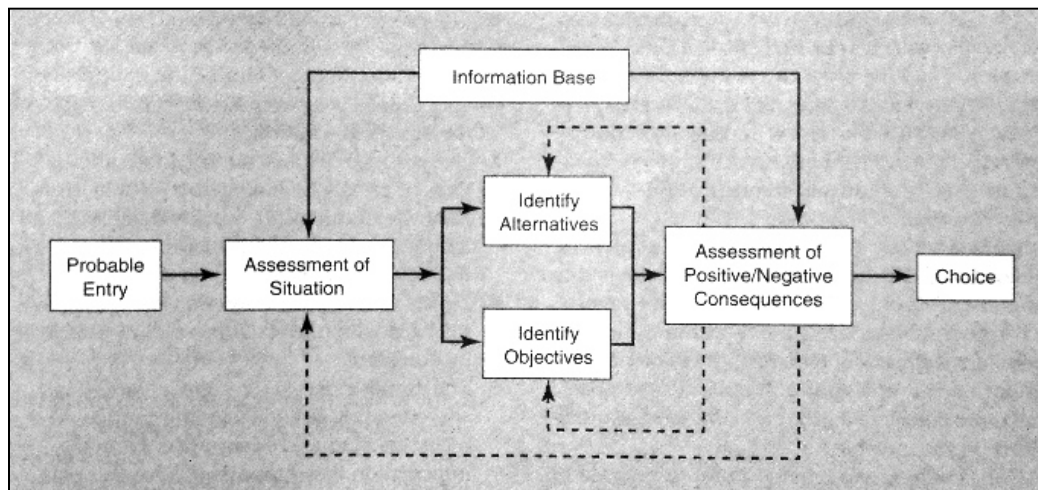 Information Base
Identify
Alternatives
Probable
Entry
Assessment of
Situation
Assessment of
Positive/Negative
Consequences
Choice
Identify
Objectives